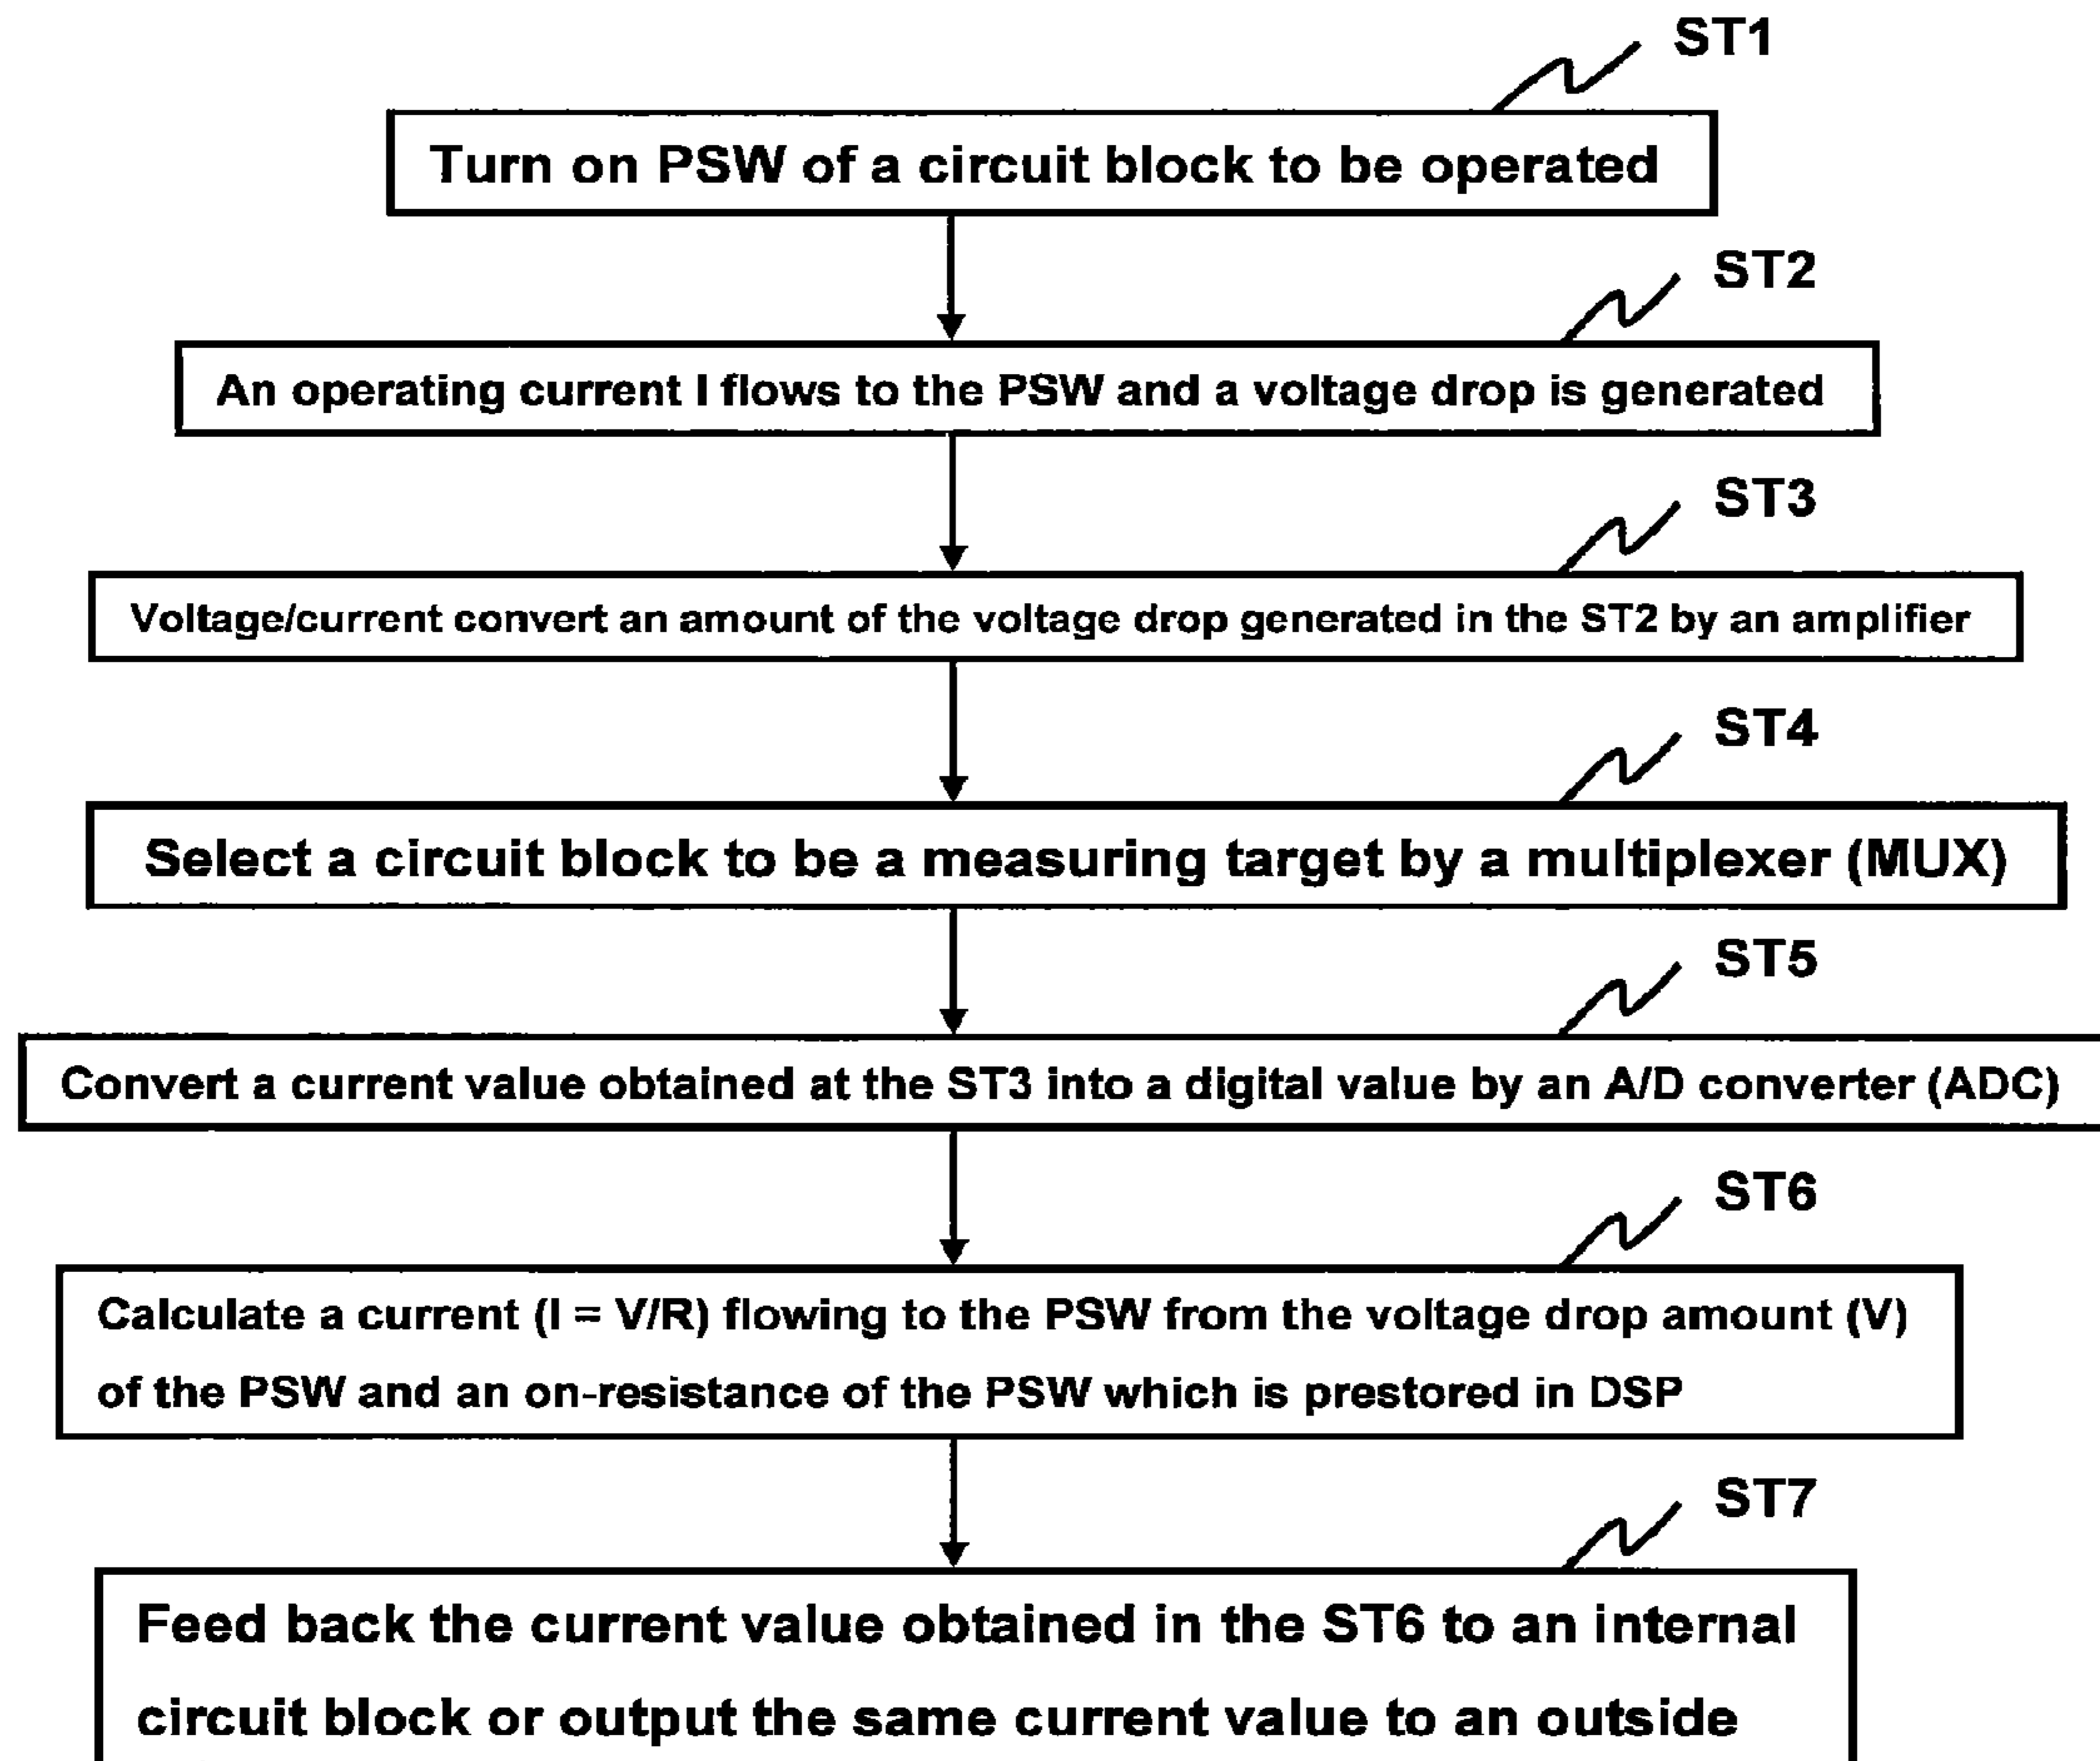 ST1
Turn on PSW of a circuit block to be operated
ST2
An operating current I flows to the PSW and a voltage drop is generated
ST3
Voltage/current convert an amount of the voltage drop generated in the ST2 by an amplifier
ST4
Select a circuit block to be a measuring target by a multiplexer (MUX)
ST5
Convert a current value obtained at the ST3 into a digital value by an A/D converter (ADC)
ST6
Calculate a current (I = V/R) flowing to the PSW from the voltage drop amount (V)
of the PSW and an on-resistance of the PSW which is prestored in DSP
ST7
Feed back the current value obtained in the ST6 to an internal
circuit block or output the same current value to an outside